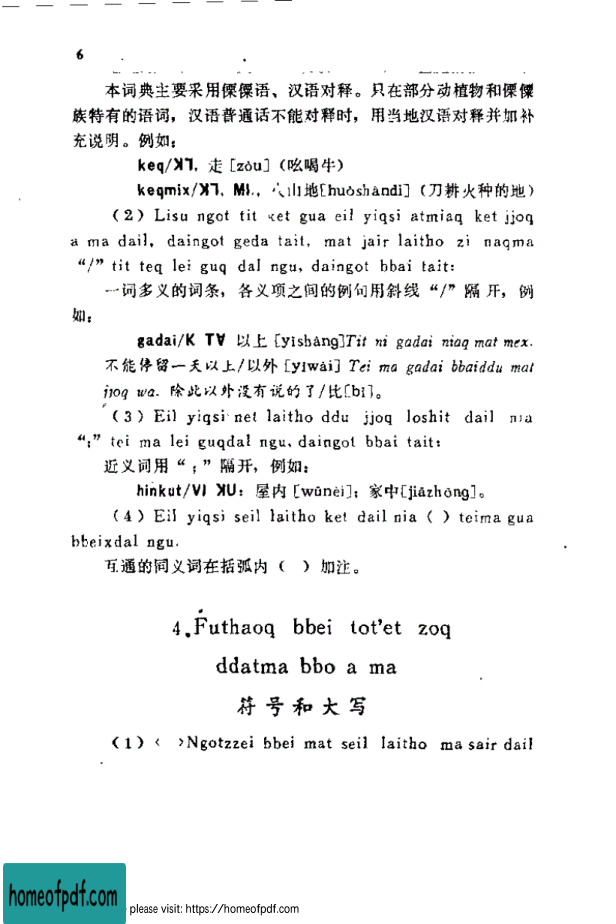 6
本词典主要采用傈僳语、汉语对释。只在部分动植物和傈僳
族特有的语词，汉语普通话不能对释时，用当地汉语对释并加补
充说明。例如：
keq/ꓘꓶ. 走［zǒu］（吆喝牛）
keqmix/ꓘꓶ, ꓟꓲ., 山地［huǒshāndì］（刀耕火种的地）
（2）Lisu ngot tit ket gua eil yiqsi atmiaq ket jjoq
a ma dail, daingot geda tait, mat jair laitho zi naqma
“/” tit teq lei guq dal ngu, daingot bbai tait:
一词多义的词条，各义项之间的例句用斜线“/”隔 开，例
如：
gadai/ꓗ ꓔꓯ 以上［yǐshàng］Tit ni gadai niaq mat mex.
不能停留一天以上/以外［yǐwài］Tei ma gadai bbaiddu mat
jjoq wa. 除此以外没有说的了/比［bǐ］。
（3）Eil yiqsi net laitho ddu jjoq loshit dail nia
“;” tei ma lei guqdal ngu, daingot bbai tait:
近义词用“；”隔开，例如：
hinkut/ꓦꓲ ꓘꓴ: 屋内［wūnèi］；家中［jiāzhōng］。
（4）Eil yiqsi seil laitho ket dail nia（ ）teima gua
bbeixdal ngu.
互通的同义词在括弧内（ ）加注。
4. Futhaoq bbei tot’et zoq
ddatma bbo a ma
符号和大写
（1）‹ ›Ngotzzei bbei mat seil laitho ma sair dail
homeofpdf.com
please visit: https://homeofpdf.com